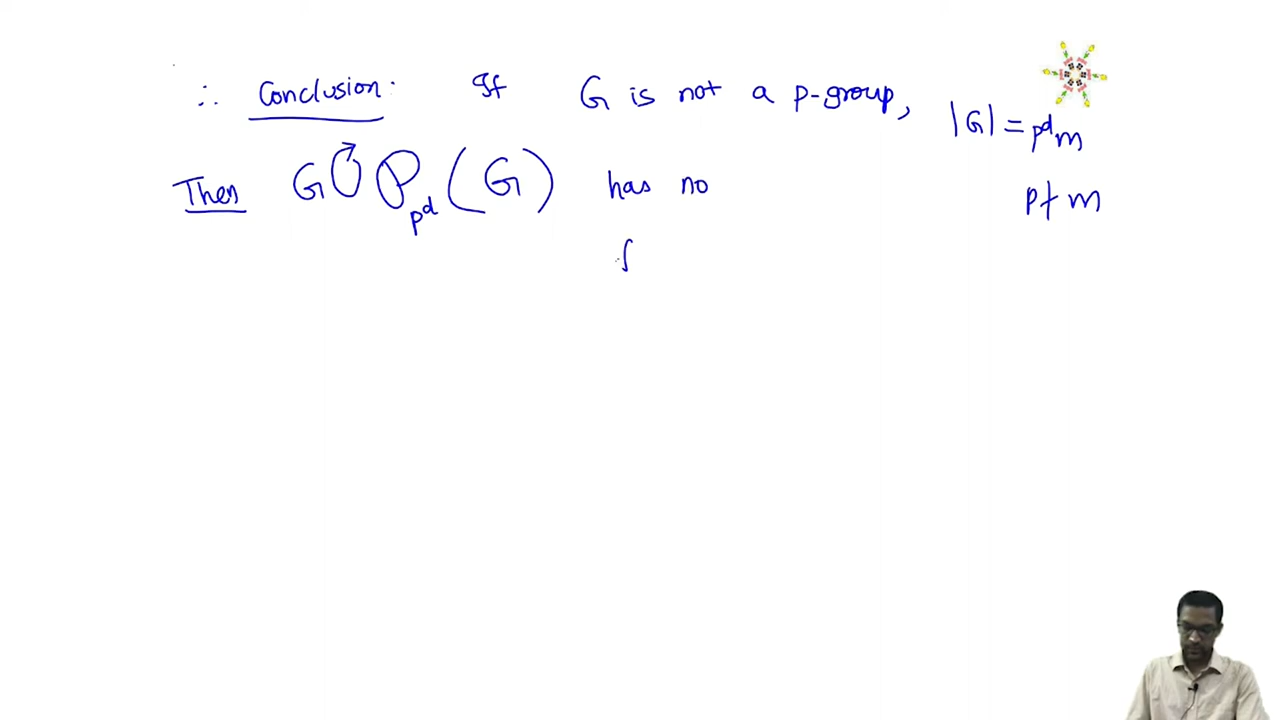 ∴ Conclusion. If G is not a p-group, |G| = p^d m
p ∤ m
Then G ↻ P_{p^d} (G) has no
f